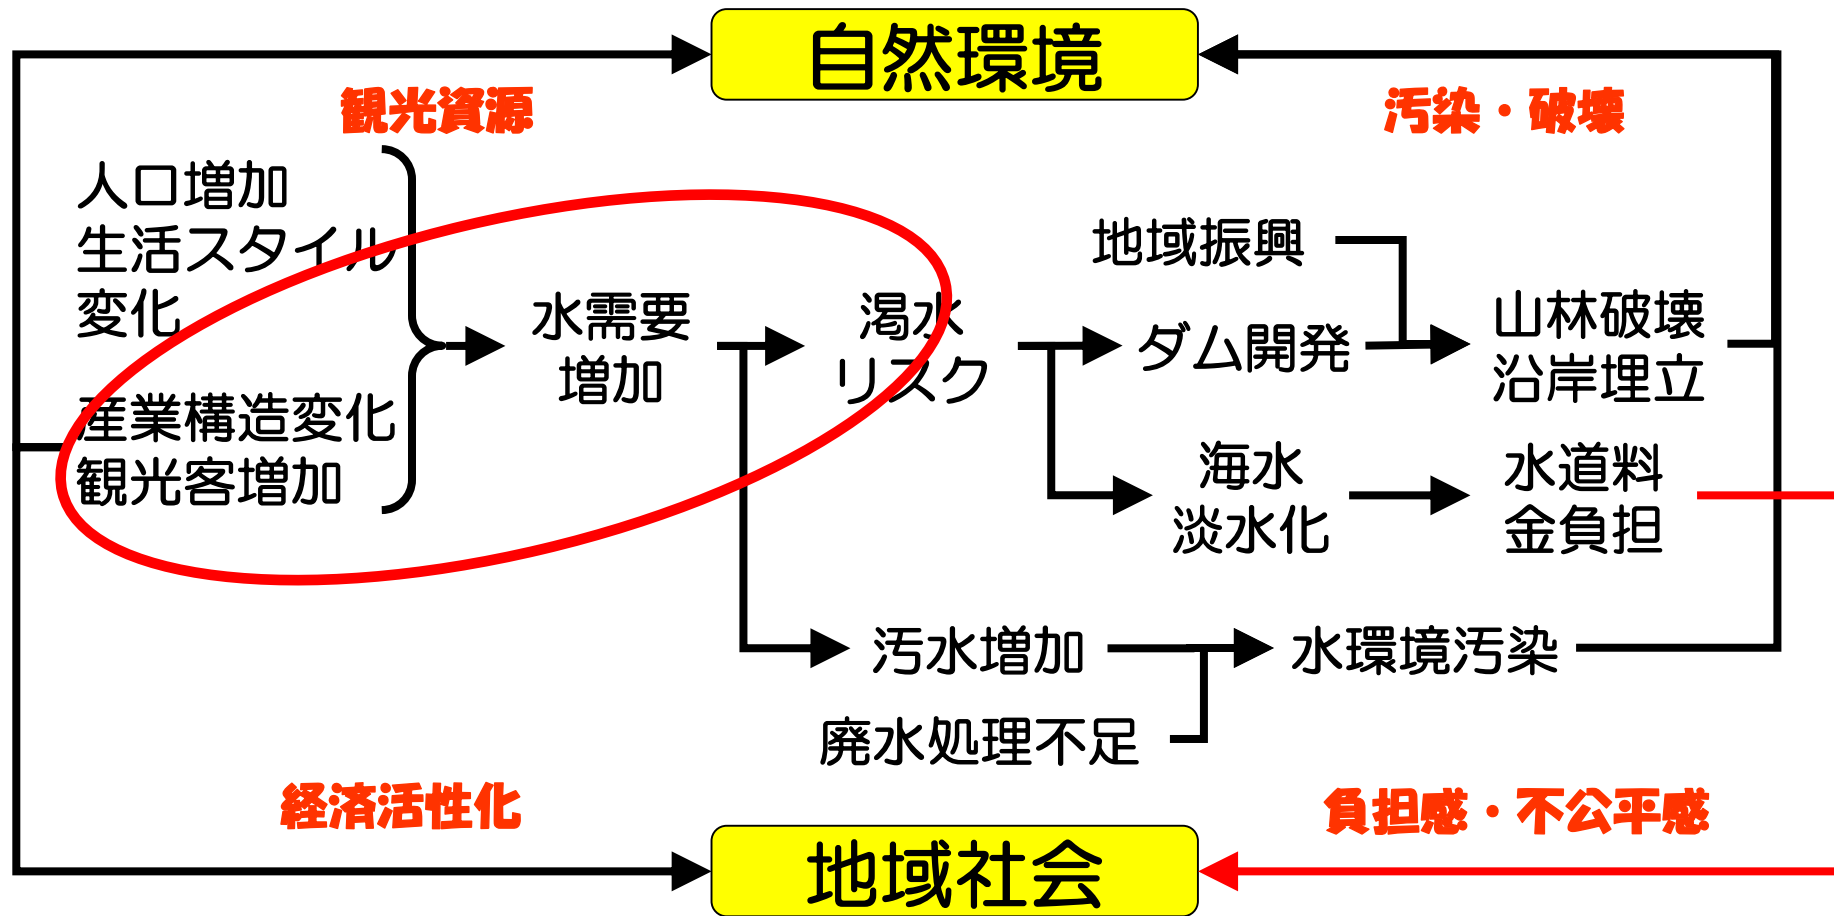 自然環境
観光資源
汚染・破壊
人口増加
生活スタイル
変化
産業構造変化
観光客増加
水需要
増加
渇水
リスク
地域振興
ダム開発
山林破壊
沿岸埋立
海水
淡水化
水道料
金負担
汚水増加
水環境汚染
廃水処理不足
経済活性化
負担感・不公平感
地域社会